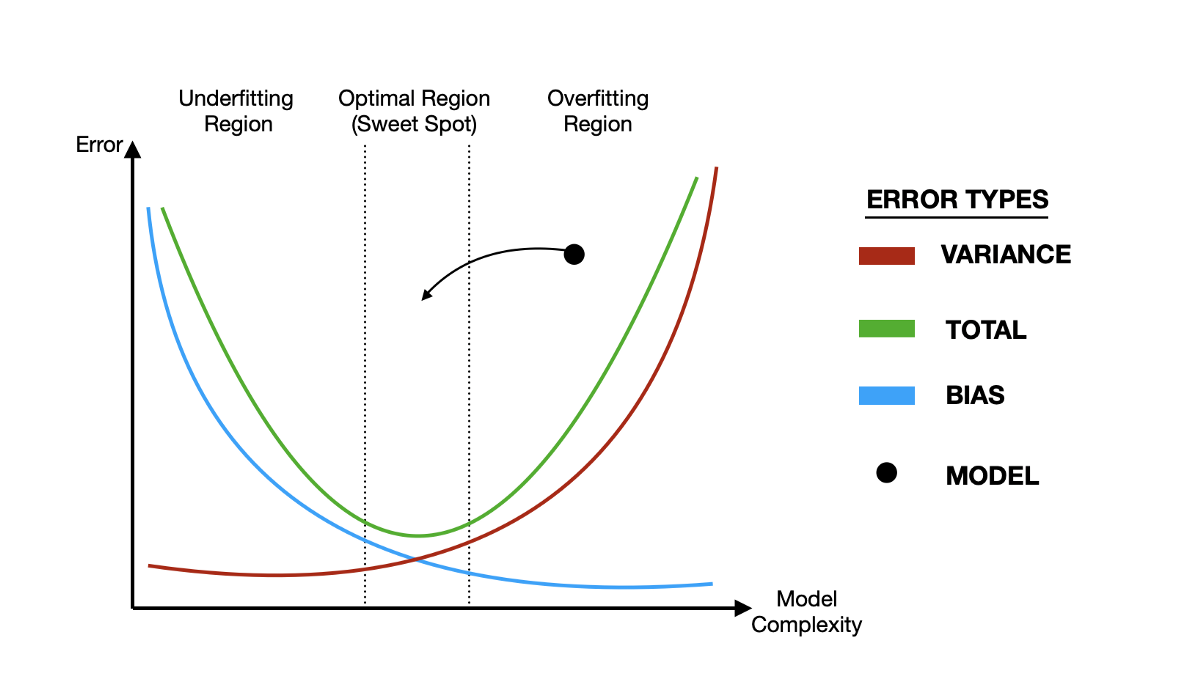 Underfitting
Region
Optimal Region
(Sweet Spot)
Overfitting
Region
Error
ERROR TYPES
VARIANCE
TOTAL
BIAS
MODEL
Model
Complexity